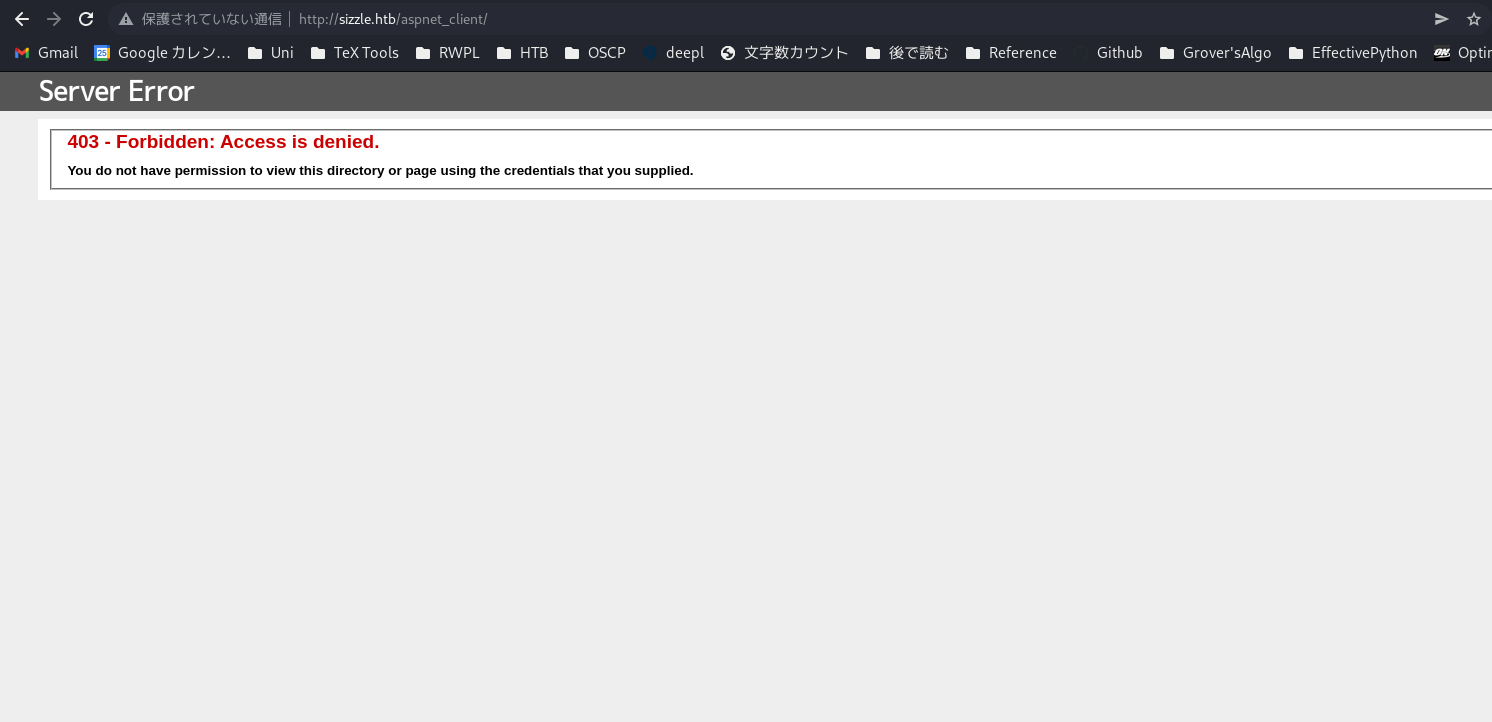 保護されていない通信 | http://sizzle.htb/aspnet_client/
Gmail 25 Google カレン... Uni TeX Tools RWPL HTB OSCP deepl 文字数カウント 後で読む Reference Github Grover'sAlgo EffectivePython ON. Optim
Server Error
403 - Forbidden: Access is denied.
You do not have permission to view this directory or page using the credentials that you supplied.